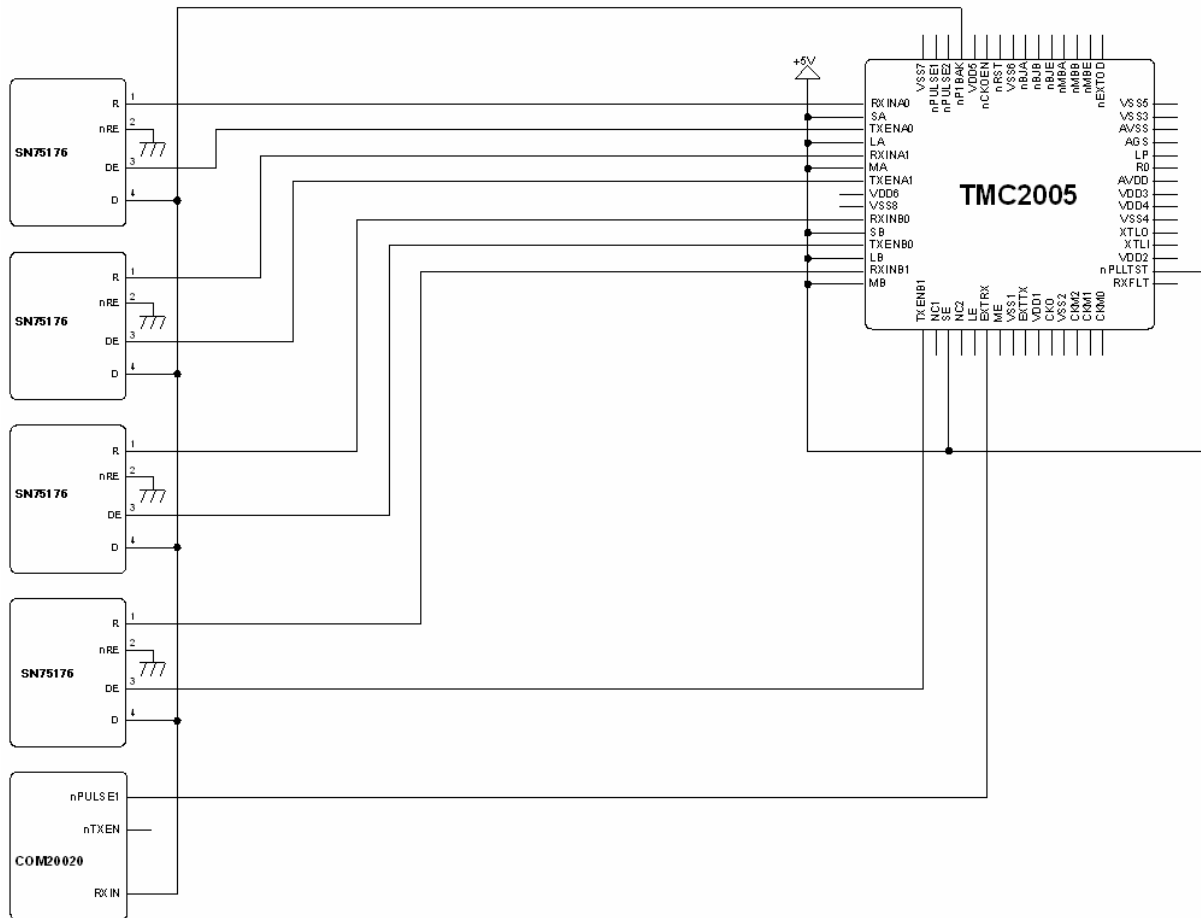 +5V
VSS7
nPULSE1
nPULSE2
nP1BAK
VDD5
nCKOEN
nRST
VSS6
nBJA
nBJB
nBJE
nMBA
nMBB
nMBE
nEXTOD
TMC2005
RXINA0
SA
TXENA0
LA
RXINA1
MA
TXENA1
VDD6
VSS8
RXINB0
SB
TXENB0
LB
RXINB1
MB
VSS5
VSS3
AVSS
AGS
LP
R0
AVDD
VDD3
VDD4
VSS4
XTLO
XTLI
VDD2
nPLLTST
RXFLT
TXENB1
NC1
SE
NC2
LE
EXTRX
ME
VSS1
EXTTX
VDD1
CKO
VSS2
CKM2
CKM1
CKM0
SN75176
R 1
nRE 2
DE 3
D 4
SN75176
R 1
nRE 2
DE 3
D 4
SN75176
R 1
nRE 2
DE 3
D 4
SN75176
R 1
nRE 2
DE 3
D 4
nPULSE1
nTXEN
COM20020
RXIN